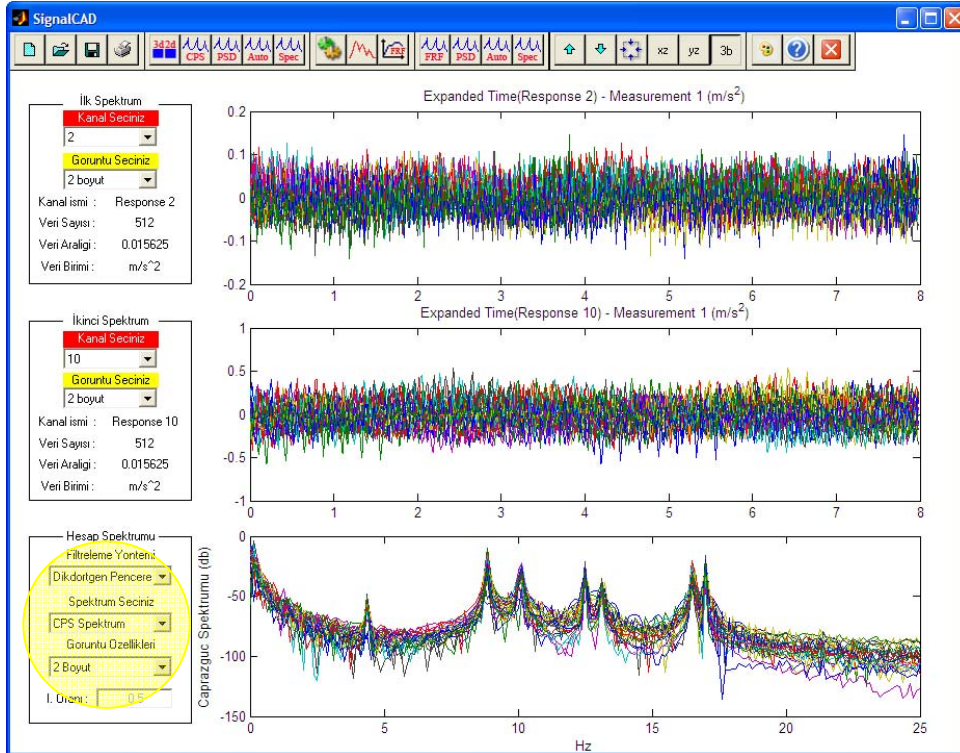 SignalCAD
3d2d CPS PSD Auto Spec FRF FRF PSD Auto Spec xz yz 3b
İlk Spektrum
Kanal Seciniz
2
Goruntu Seciniz
2 boyut
Kanal ismi : Response 2
Veri Sayısı : 512
Veri Araligi : 0.015625
Veri Birimi : m/s^2
Expanded Time(Response 2) - Measurement 1 (m/s2)
0.2
0.1
0
-0.1
-0.2
0 1 2 3 4 5 6 7 8
İkinci Spektrum
Kanal Seciniz
10
Goruntu Seciniz
2 boyut
Kanal ismi : Response 10
Veri Sayısı : 512
Veri Araligi : 0.015625
Veri Birimi : m/s^2
Expanded Time(Response 10) - Measurement 1 (m/s2)
1
0.5
0
-0.5
-1
0 1 2 3 4 5 6 7 8
Hesap Spektrumu
Filtreleme Yontemi
Dikdortgen Pencere
Spektrum Seciniz
CPS Spektrum
Goruntu Ozellikleri
2 Boyut
I. Oranı : 0.5
Caprazguc Spektrumu (db)
0
-50
-100
-150
0 5 10 15 20 25
Hz